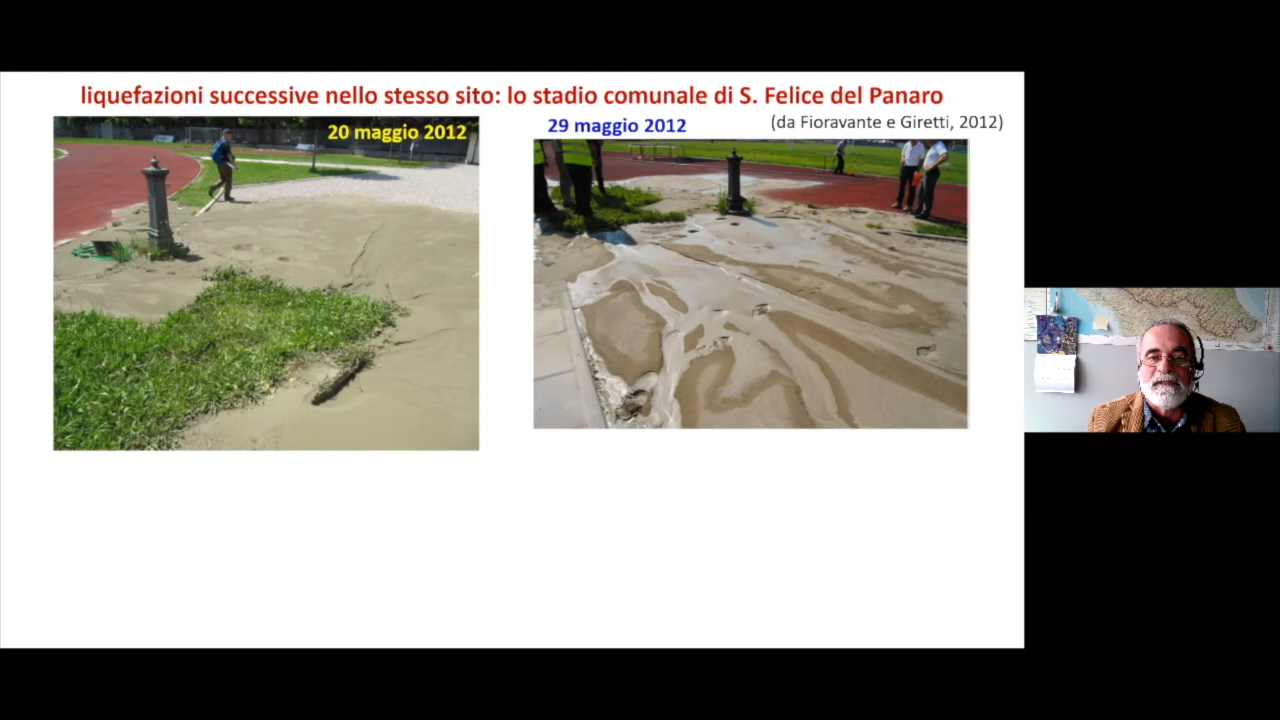 liquefazioni successive nello stesso sito: lo stadio comunale di S. Felice del Panaro
20 maggio 2012
29 maggio 2012
(da Fioravante e Giretti, 2012)